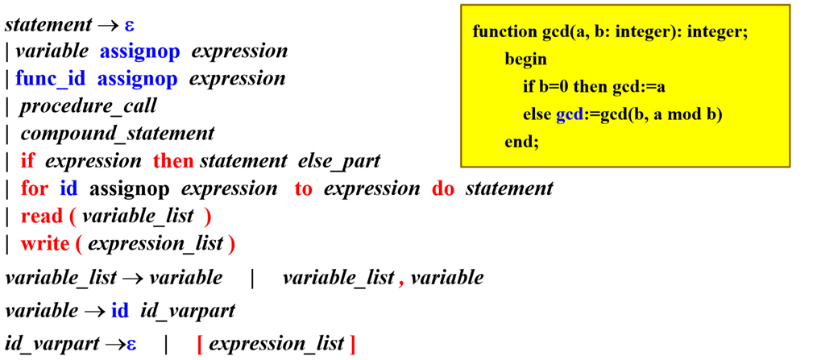 statement → ε
| variable assignop expression
| func_id assignop expression
| procedure_call
| compound_statement
| if expression then statement else_part
| for id assignop expression to expression do statement
| read ( variable_list )
| write ( expression_list )
variable_list → variable | variable_list , variable
variable → id id_varpart
id_varpart →ε | [ expression_list ]
function gcd(a, b: integer): integer;
begin
if b=0 then gcd:=a
else gcd:=gcd(b, a mod b)
end;